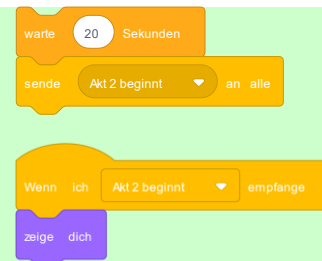 warte 20 Sekunden
sende Akt 2 beginnt an alle
Wenn ich Akt 2 beginnt empfange
zeige dich